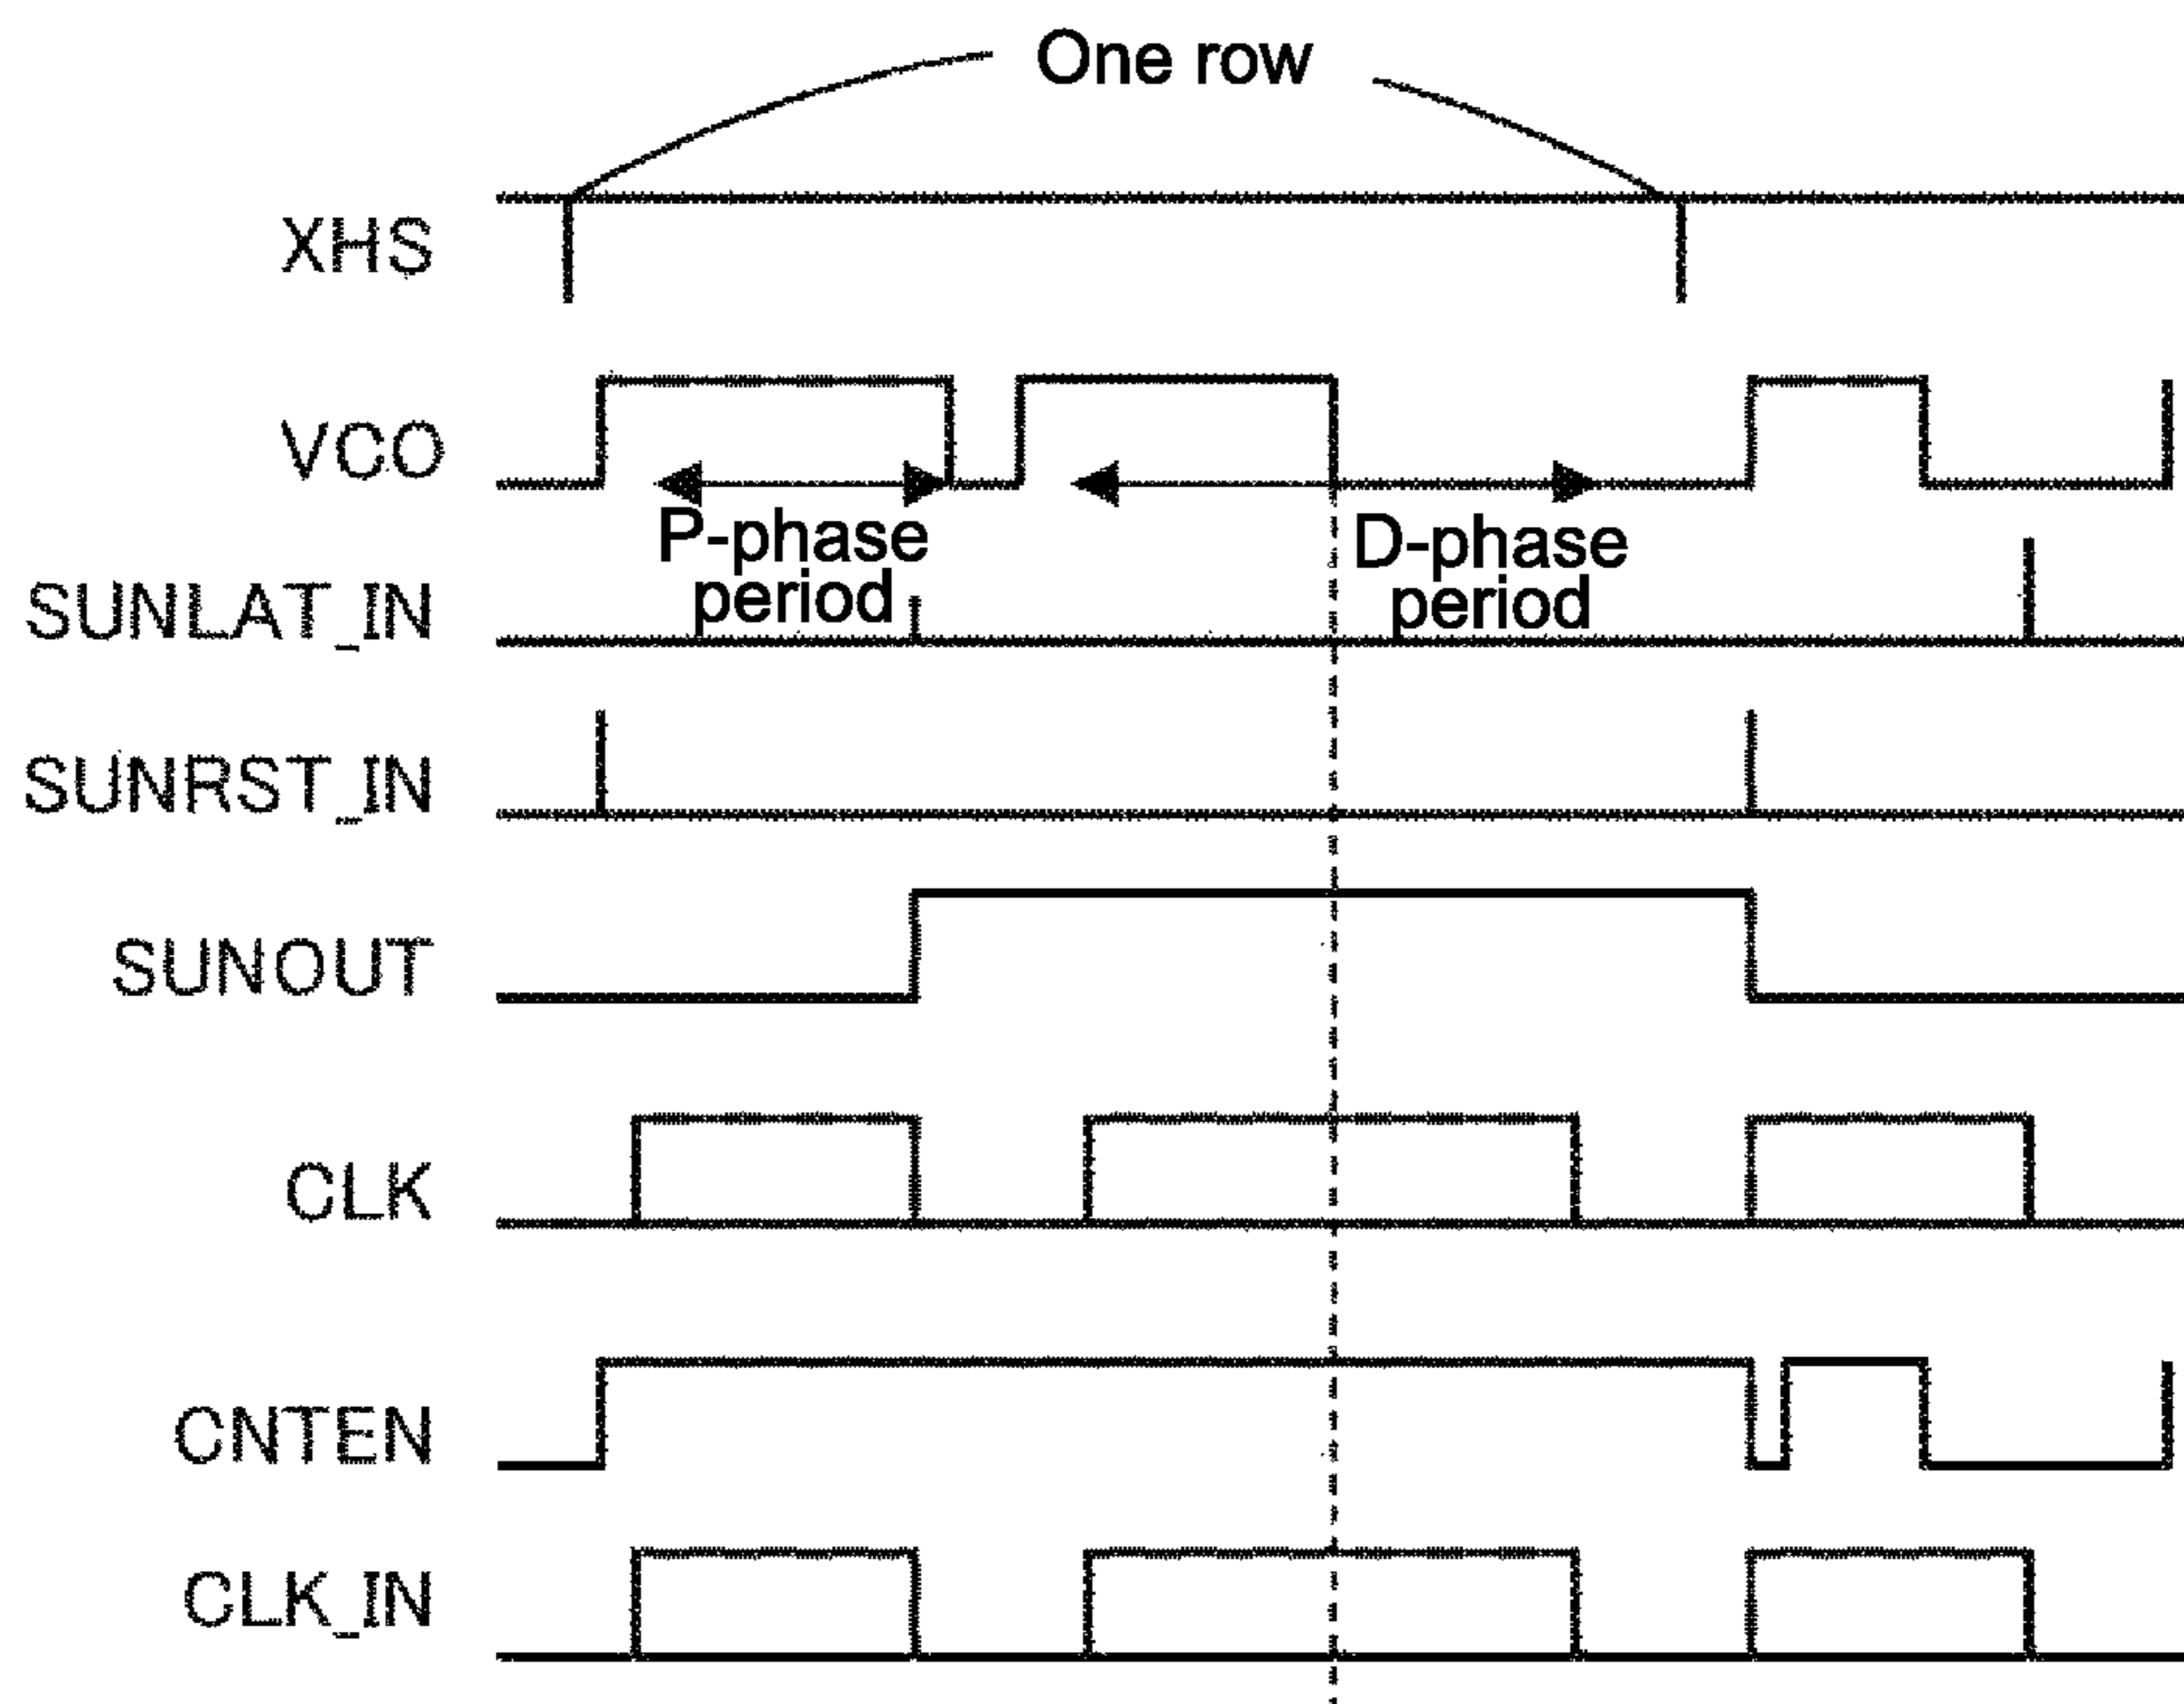 One row
XHS
VCO
P-phase
period
D-phase
period
SUNLAT_IN
SUNRST_IN
SUNOUT
CLK
CNTEN
CLK_IN